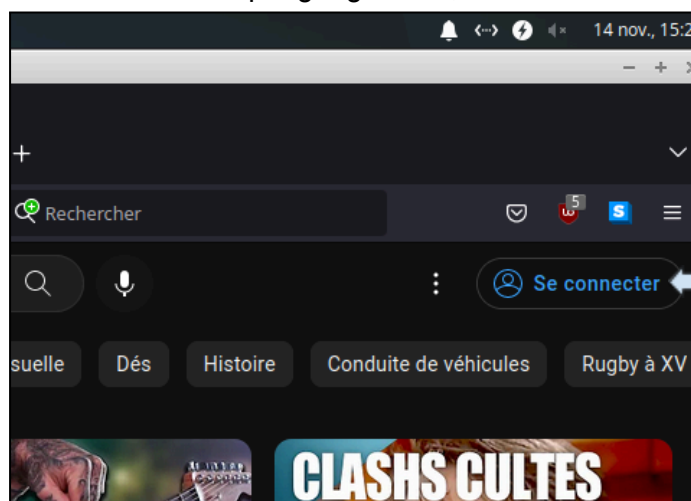 14 nov., 15:2
Rechercher
5
S
Se connecter
suelle
Dés
Histoire
Conduite de véhicules
Rugby à XV
CLASHS CULTES